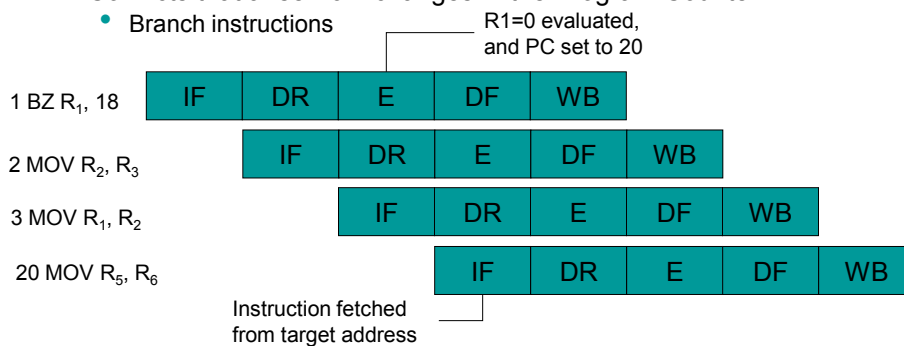 • Branch instructions
R1=0 evaluated,
and PC set to 20
1 BZ R₁, 18 IF DR E DF WB
2 MOV R₂, R₃ IF DR E DF WB
3 MOV R₁, R₂ IF DR E DF WB
20 MOV R₅, R₆ IF DR E DF WB
Instruction fetched
from target address